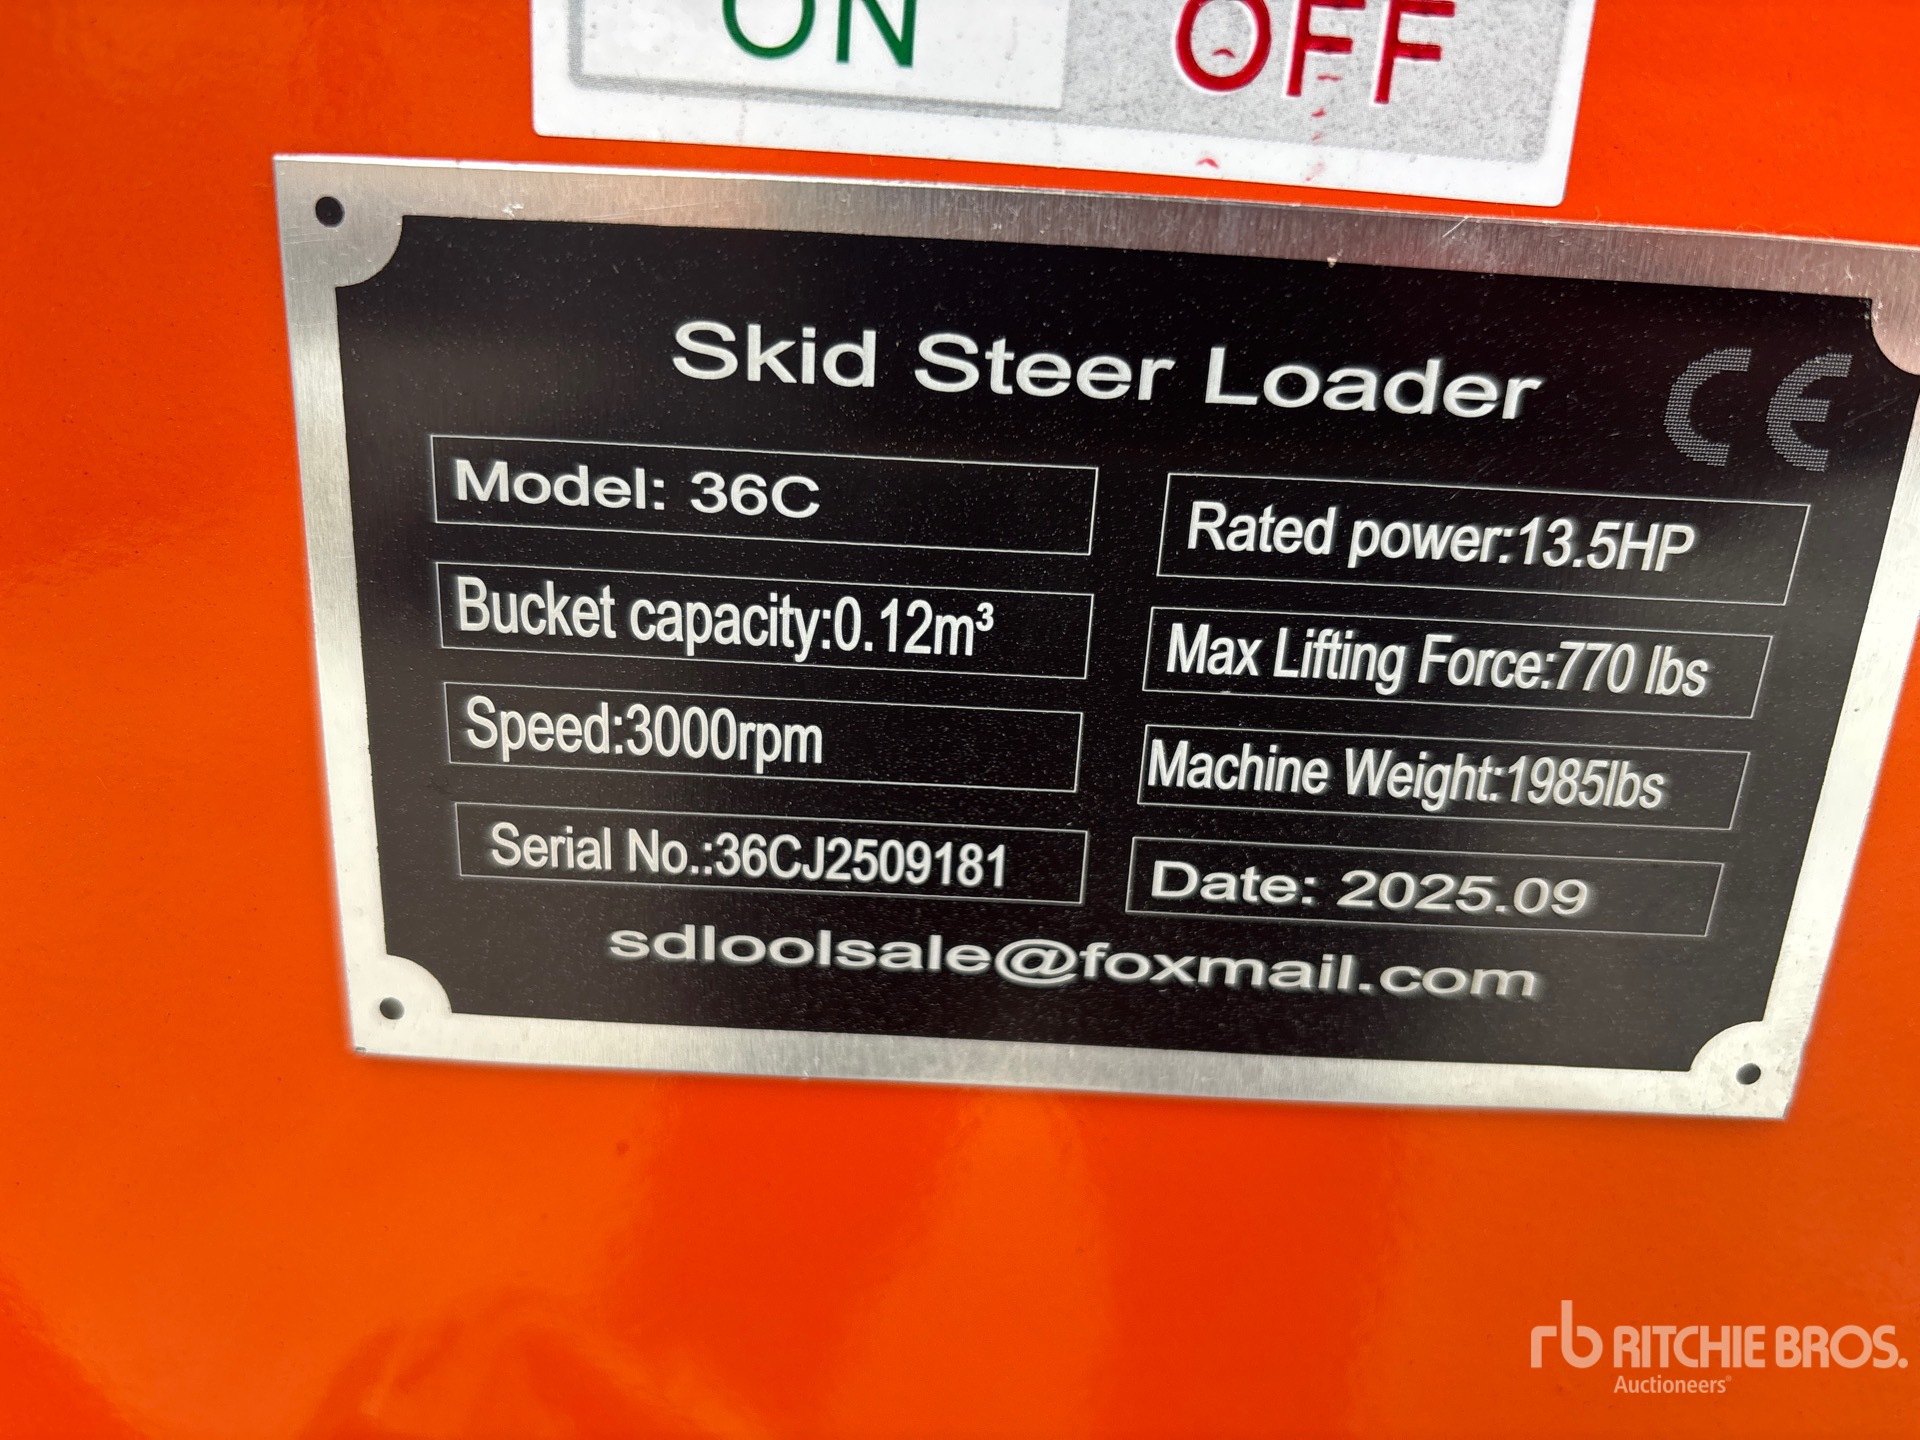 ON OFF
Skid Steer Loader CE
Model: 36C
Rated power:13.5HP
Bucket capacity:0.12m³
Max Lifting Force:770 lbs
Speed:3000rpm
Machine Weight:1985lbs
Serial No.:36CJ2509181
Date: 2025.09
sdloolsale@foxmail.com
rb RITCHIE BROS.
Auctioneers®